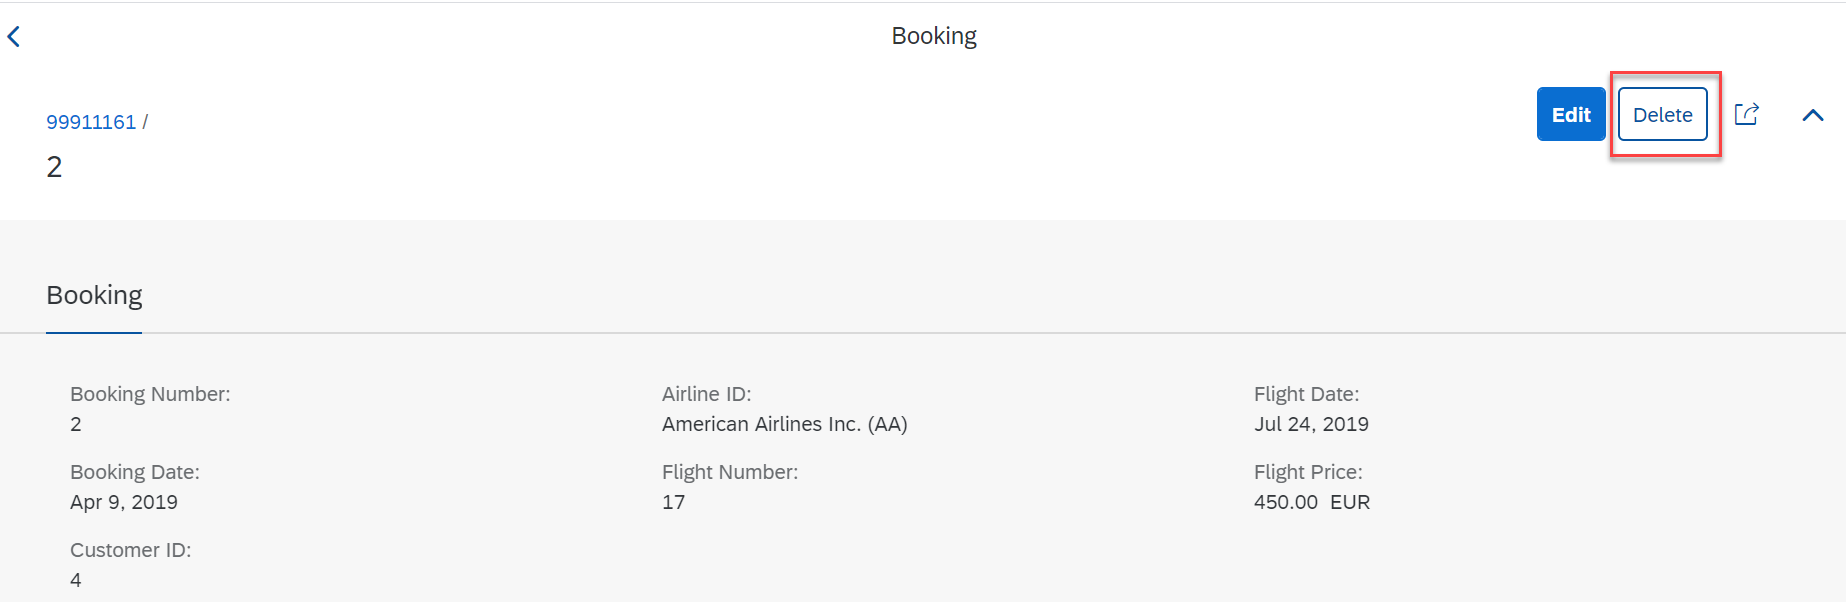 Booking
99911161 /
Edit
Delete
2
Booking
Booking Number:
2
Airline ID:
American Airlines Inc. (AA)
Flight Date:
Jul 24, 2019
Booking Date:
Apr 9, 2019
Flight Number:
17
Flight Price:
450.00 EUR
Customer ID:
4